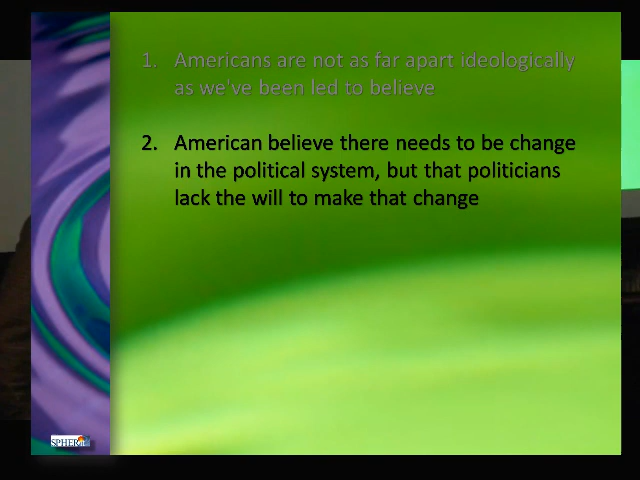 1. Americans are not as far apart ideologically
as we've been led to believe
2. American believe there needs to be change
in the political system, but that politicians
lack the will to make that change
SPHER